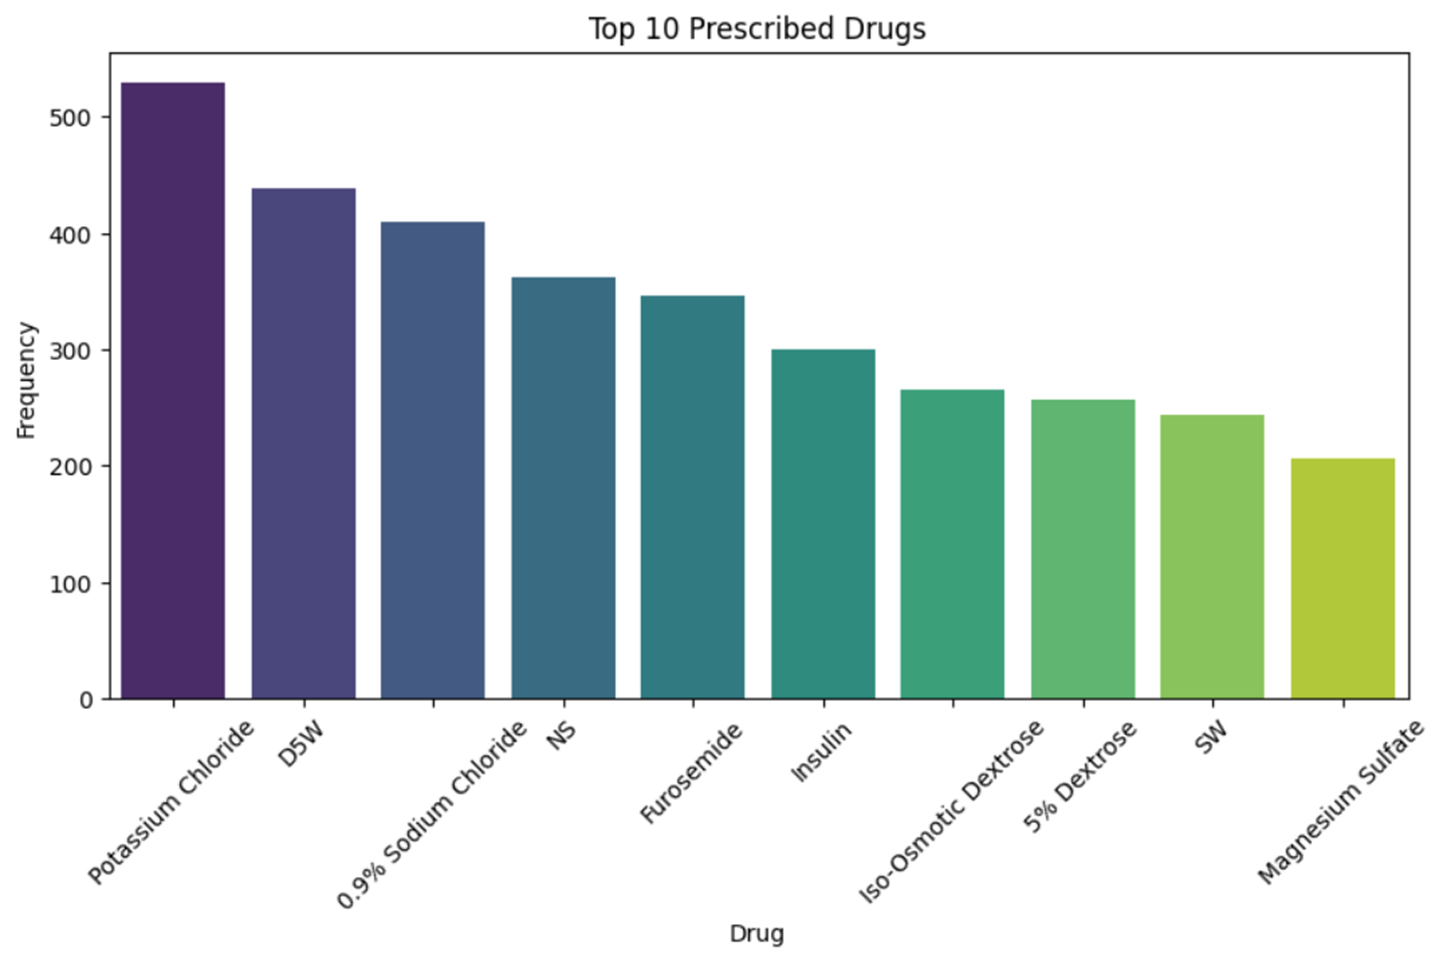 Top 10 Prescribed Drugs
Frequency
500
400
300
200
100
0
Potassium Chloride
D5W
0.9% Sodium Chloride
NS
Furosemide
Insulin
Iso-Osmotic Dextrose
5% Dextrose
SW
Magnesium Sulfate
Drug